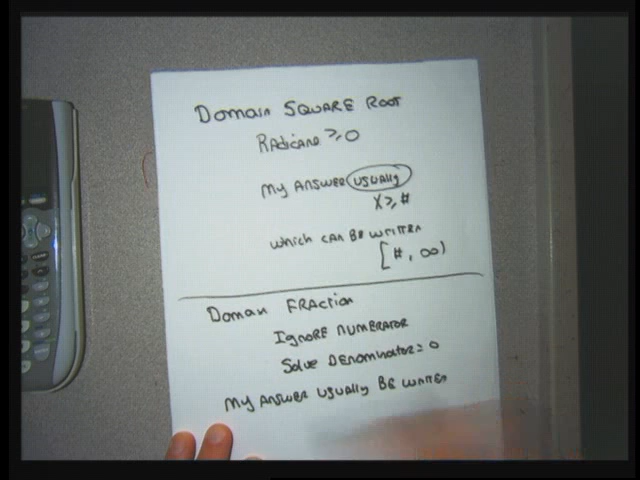 Domain SQUARE ROOT
RADICAND ≥ 0
MY ANSWER USUALLY
X ≥ #
WHICH CAN BE WRITTEN
[#, ∞)
Domain FRACTION
IGNORE NUMERATOR
Solve DENOMINATOR = 0
MY ANSWER USUALLY BE WRITTEN